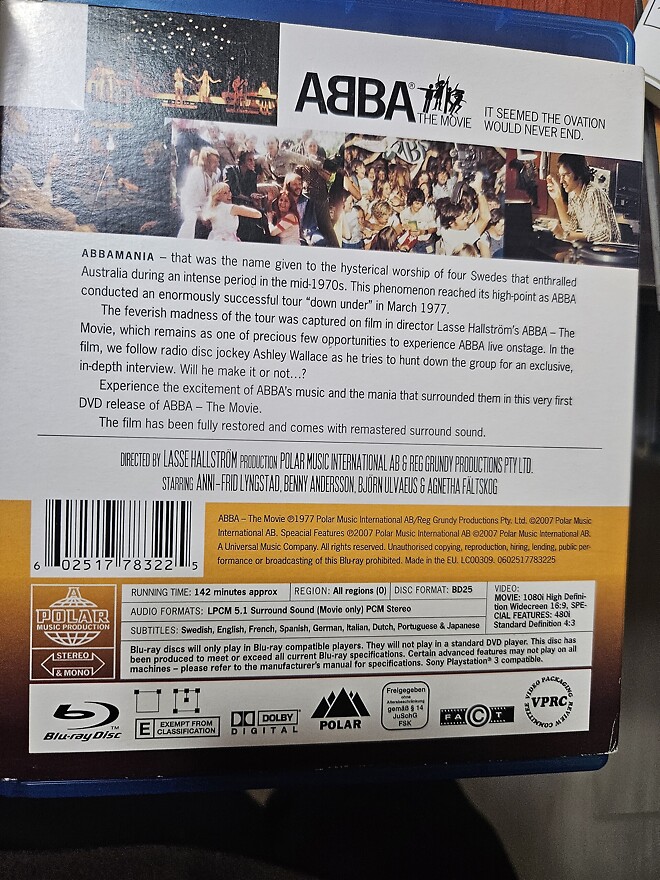 ABBA® THE MOVIE
IT SEEMED THE OVATION
WOULD NEVER END.
ABBAMANIA – that was the name given to the hysterical worship of four Swedes that enthralled
Australia during an intense period in the mid-1970s. This phenomenon reached its high-point as ABBA
conducted an enormously successful tour “down under” in March 1977.
The feverish madness of the tour was captured on film in director Lasse Hallström’s ABBA – The
Movie, which remains as one of precious few opportunities to experience ABBA live onstage. In the
film, we follow radio disc jockey Ashley Wallace as he tries to hunt down the group for an exclusive,
in-depth interview. Will he make it or not...?
Experience the excitement of ABBA’s music and the mania that surrounded them in this very first
DVD release of ABBA – The Movie.
The film has been fully restored and comes with remastered surround sound.
DIRECTED BY LASSE HALLSTRÖM PRODUCTION POLAR MUSIC INTERNATIONAL AB & REG GRUNDY PRODUCTIONS PTY LTD.
STARRING ANNI-FRID LYNGSTAD, BENNY ANDERSSON, BJÖRN ULVAEUS & AGNETHA FÄLTSKOG
6 02517 78322 5
ABBA – The Movie ℗1977 Polar Music International AB/Reg Grundy Productions Pty. Ltd. ©2007 Polar Music
International AB. Speacial Features ℗2007 Polar Music International AB ©2007 Polar Music International AB.
A Universal Music Company. All rights reserved. Unauthorised copying, reproduction, hiring, lending, public per-
formance or broadcasting of this Blu-ray prohibited. Made in the EU. LC00309. 0602517783225
A
POLAR
MUSIC PRODUCTION
STEREO
& MONO
RUNNING TIME: 142 minutes approx
REGION: All regions (0)
DISC FORMAT: BD25
AUDIO FORMATS: LPCM 5.1 Surround Sound (Movie only) PCM Stereo
SUBTITLES: Swedish, English, French, Spanish, German, Italian, Dutch, Portuguese & Japanese
VIDEO:
MOVIE: 1080i High Defini-
tion Widescreen 16:9, SPE-
CIAL FEATURES: 480i
Standard Definition 4:3
Blu-ray discs will only play in Blu-ray compatible players. They will not play in a standard DVD player. This disc has
been produced to meet or exceed all current Blu-ray specifications. Certain advanced features may not play on all
machines – please refer to the manufacturer’s manual for specifications. Sony Playstation® 3 compatible.
Blu-ray Disc
E EXEMPT FROM
CLASSIFICATION
DOLBY
DIGITAL
POLAR
Freigegeben
ohne
Altersbeschränkung
gemäß § 14
JuSchG
FSK
FACT
VIDEO PACKAGING REVIEW COMMITTEE
VPRC